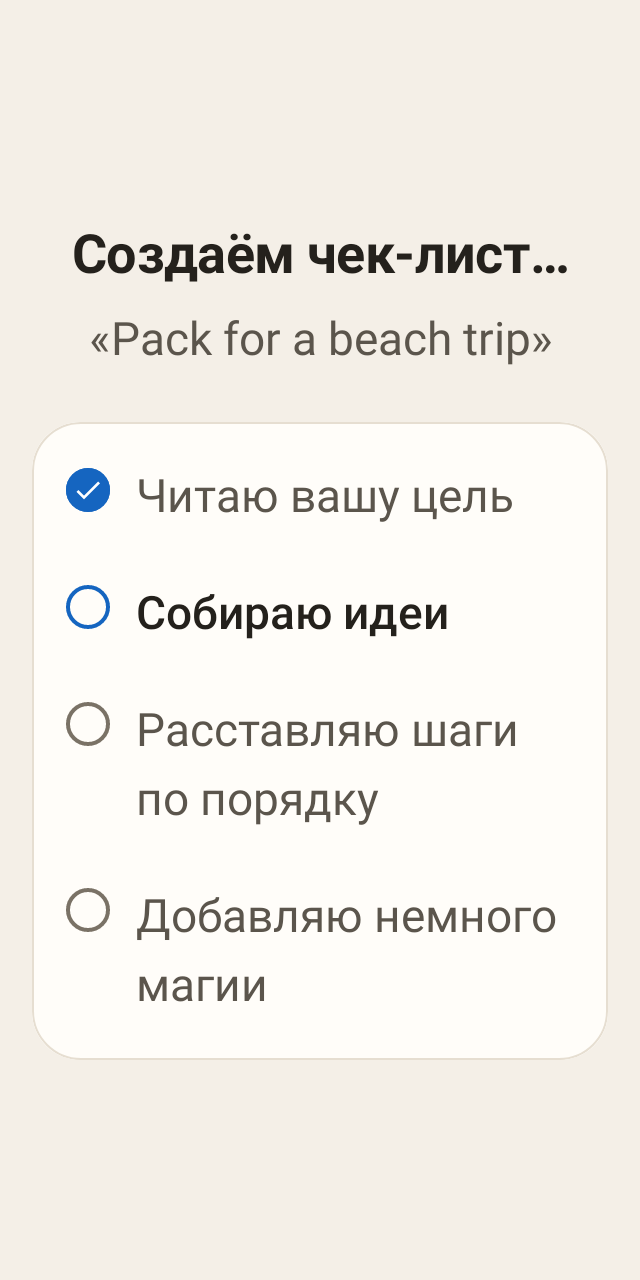 Создаём чек-лист…
«Pack for a beach trip»
Читаю вашу цель
Собираю идеи
Расставляю шаги
по порядку
Добавляю немного
магии